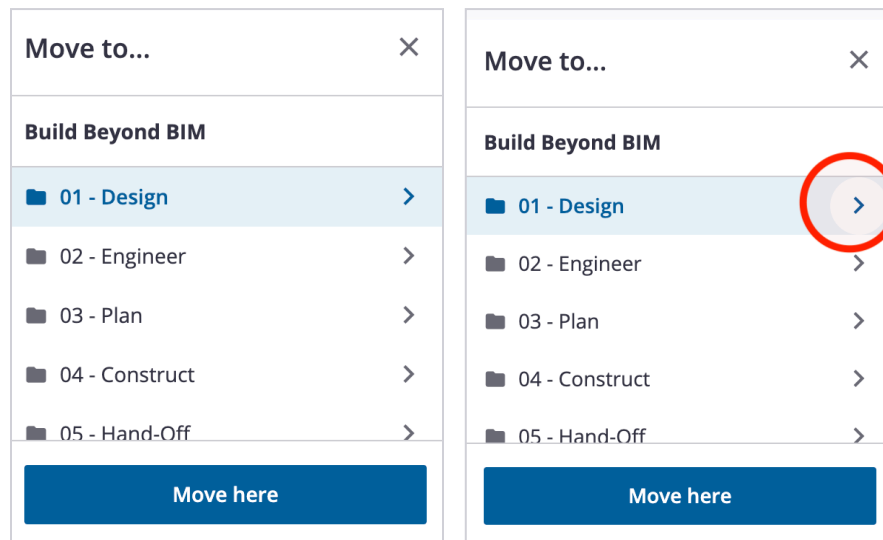 Move to...
Build Beyond BIM
01 - Design
02 - Engineer
03 - Plan
04 - Construct
05 - Hand-Off
Move here
Move to...
Build Beyond BIM
01 - Design
02 - Engineer
03 - Plan
04 - Construct
05 - Hand-Off
Move here